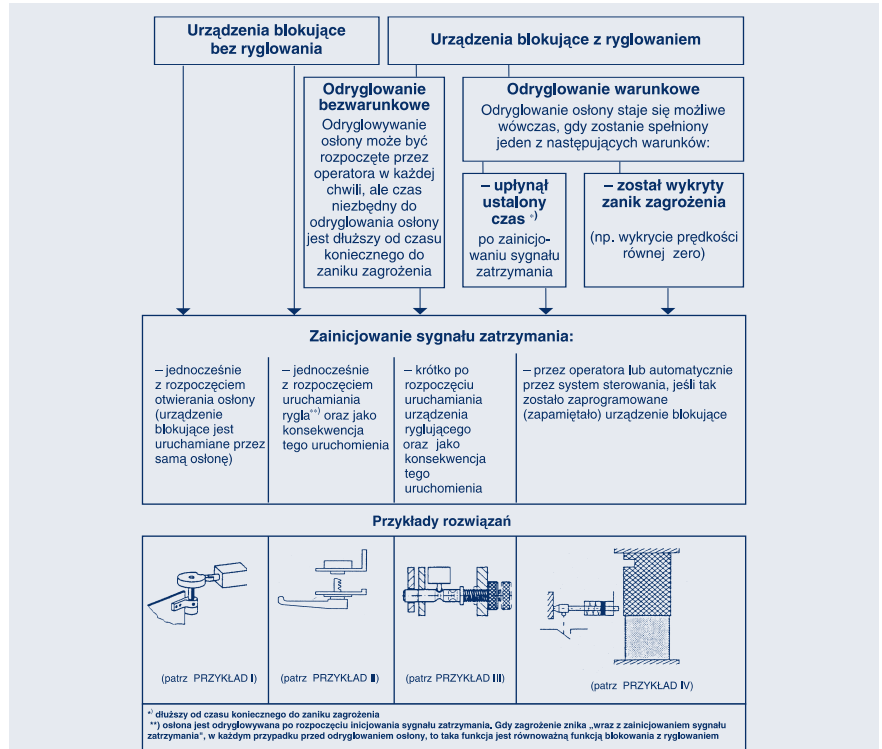 Urządzenia blokujące
bez ryglowania
Urządzenia blokujące z ryglowaniem
Odryglowanie
bezwarunkowe
Odryglowywanie
osłony może być
rozpoczęte przez
operatora w każdej
chwili, ale czas
niezbędny do
odryglowania osłony
jest dłuższy od czasu
koniecznego do
zaniku zagrożenia
Odryglowanie warunkowe
Odryglowanie osłony staje się możliwe
wówczas, gdy zostanie spełniony
jeden z następujących warunków:
– upłynął
ustalony
czas *)
po zainicjo-
waniu sygnału
zatrzymania
– został wykryty
zanik zagrożenia
(np. wykrycie prędkości
równej zero)
Zainicjowanie sygnału zatrzymania:
– jednocześnie
z rozpoczęciem
otwierania osłony
(urządzenie
blokujące jest
uruchamiane przez
samą osłonę)
– jednocześnie
z rozpoczęciem
uruchamiania
rygla**) oraz jako
konsekwencja
tego uruchomienia
– krótko po
rozpoczęciu
uruchamiania
urządzenia
ryglującego
oraz jako
konsekwencja
tego
uruchomienia
– przez operatora lub automatycznie
przez system sterowania, jeśli tak
zostało zaprogramowane
(zapamiętało) urządzenie blokujące
Przykłady rozwiązań
(patrz PRZYKŁAD I)
(patrz PRZYKŁAD II)
(patrz PRZYKŁAD III)
(patrz PRZYKŁAD IV)
*) dłuższy od czasu koniecznego do zaniku zagrożenia
**) osłona jest odryglowywana po rozpoczęciu inicjowania sygnału zatrzymania. Gdy zagrożenie znika „wraz z zainicjowaniem sygnału
zatrzymania", w każdym przypadku przed odryglowaniem osłony, to taka funkcja jest równoważną funkcją blokowania z ryglowaniem